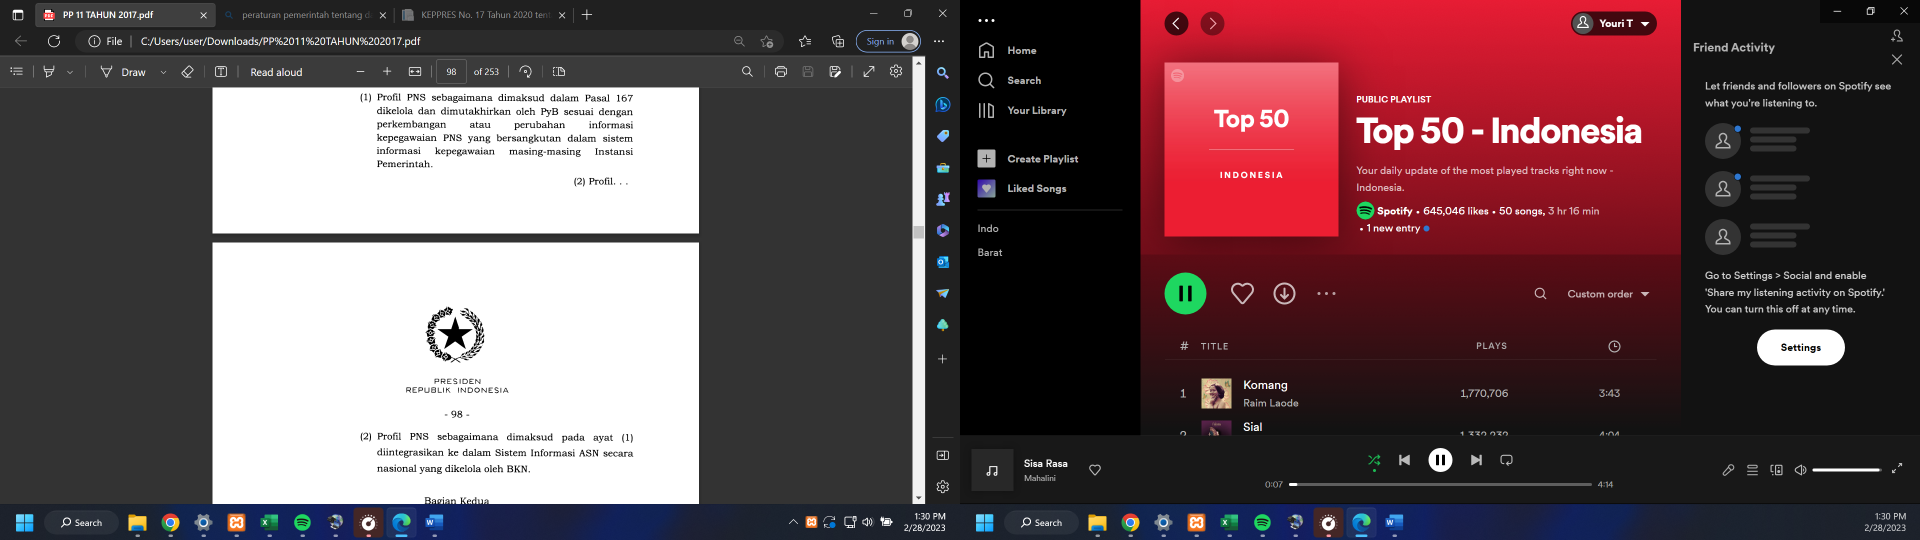 PP 11 TAHUN 2017.pdf
peraturan pemerintah tentang
KEPPRES No. 17 Tahun 2020
File
C:/Users/user/Downloads/PP%2011%20TAHUN%202017.pdf
Sign in
Draw
Read aloud
98
of 253
(1) Profil PNS sebagaimana dimaksud dalam Pasal 167
dikelola dan dimutakhirkan oleh PyB sesuai dengan
perkembangan atau perubahan informasi
kepegawaian PNS yang bersangkutan dalam sistem
informasi kepegawaian masing-masing Instansi
Pemerintah.
(2) Profil. . .
PRESIDEN
REPUBLIK INDONESIA
- 98 -
(2) Profil PNS sebagaimana dimaksud pada ayat (1)
diintegrasikan ke dalam Sistem Informasi ASN secara
nasional yang dikelola oleh BKN.
Bagian Kedua
Search
1:30 PM
2/28/2023
Home
Search
Your Library
Create Playlist
Liked Songs
Indo
Barat
Youri T
Top 50
INDONESIA
PUBLIC PLAYLIST
Top 50 - Indonesia
Your daily update of the most played tracks right now -
Indonesia.
Spotify • 645,046 likes • 50 songs, 3 hr 16 min
• 1 new entry
Custom order
# TITLE PLAYS
1 Komang 1,770,706 3:43
Raim Laode
Sial
Friend Activity
Let friends and followers on Spotify see
what you're listening to.
Go to Settings > Social and enable
'Share my listening activity on Spotify.'
You can turn this off at any time.
Settings
Sisa Rasa
Mahalini
0:07
4:14
Search
1:30 PM
2/28/2023